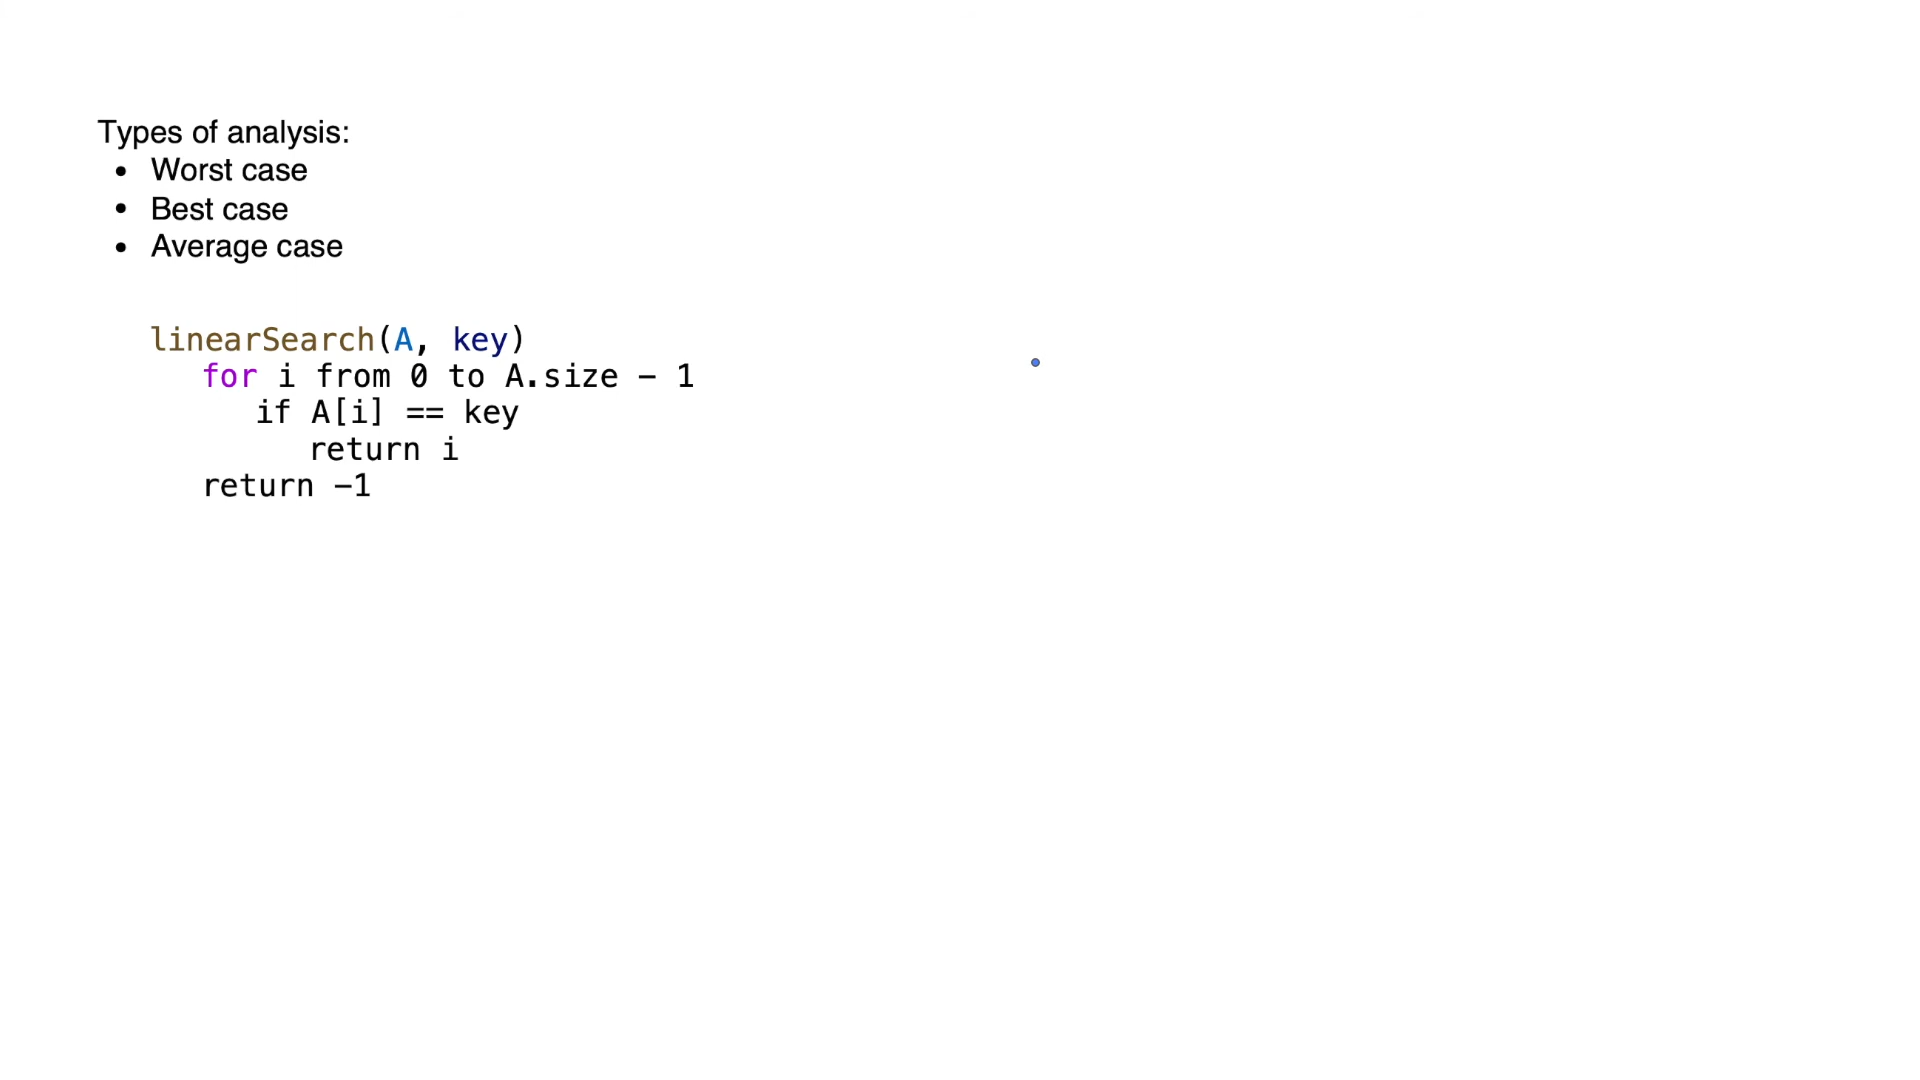 Types of analysis:
• Worst case
• Best case
• Average case
linearSearch(A, key)
for i from 0 to A.size - 1
if A[i] == key
return i
return -1